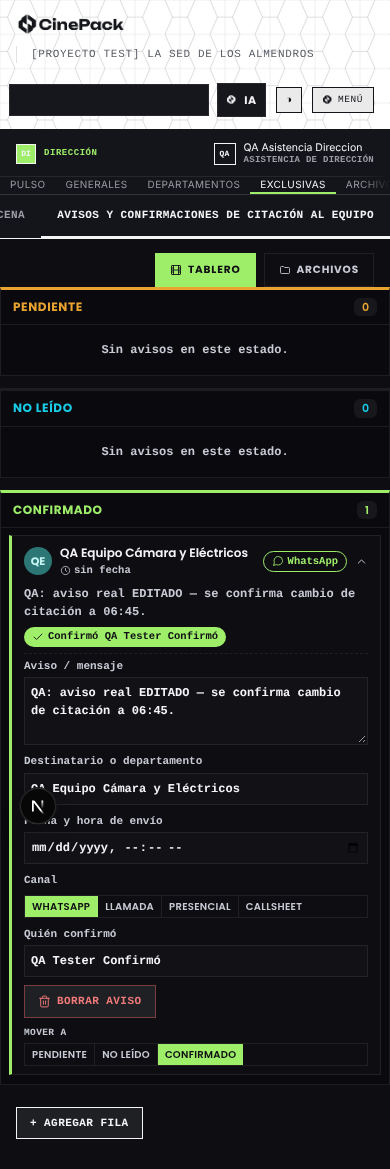 CinePack
[PROYECTO TEST] LA SED DE LOS ALMENDROS
IA
MENÚ
DI DIRECCIÓN
QA QA Asistencia Direccion
ASISTENCIA DE DIRECCIÓN
PULSO GENERALES DEPARTAMENTOS EXCLUSIVAS ARCHIV
CENA AVISOS Y CONFIRMACIONES DE CITACIÓN AL EQUIPO
TABLERO ARCHIVOS
PENDIENTE 0
Sin avisos en este estado.
NO LEÍDO 0
Sin avisos en este estado.
CONFIRMADO 1
QE QA Equipo Cámara y Eléctricos
sin fecha
WhatsApp
QA: aviso real EDITADO — se confirma cambio de
citación a 06:45.
Confirmó QA Tester Confirmó
Aviso / mensaje
QA: aviso real EDITADO — se confirma cambio
de citación a 06:45.
Destinatario o departamento
QA Equipo Cámara y Eléctricos
N
y hora de envío
mm/dd/yyyy, --:-- --
Canal
WHATSAPP LLAMADA PRESENCIAL CALLSHEET
Quién confirmó
QA Tester Confirmó
BORRAR AVISO
MOVER A
PENDIENTE NO LEÍDO CONFIRMADO
+ AGREGAR FILA